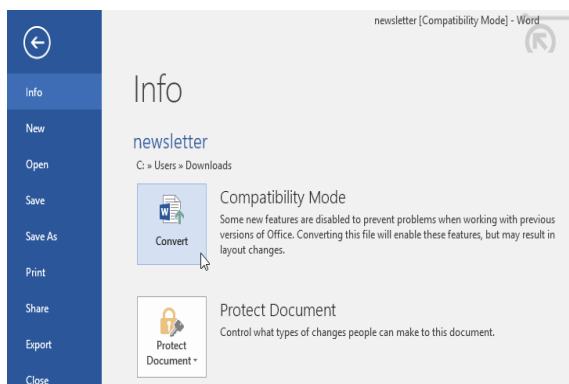 newsletter [Compatibility Mode] - Word
Info
Info
New
newsletter
Open
C: » Users » Downloads
Save
Convert
Compatibility Mode
Some new features are disabled to prevent problems when working with previous
versions of Office. Converting this file will enable these features, but may result in
layout changes.
Save As
Print
Share
Protect
Document
Protect Document
Control what types of changes people can make to this document.
Export
Close